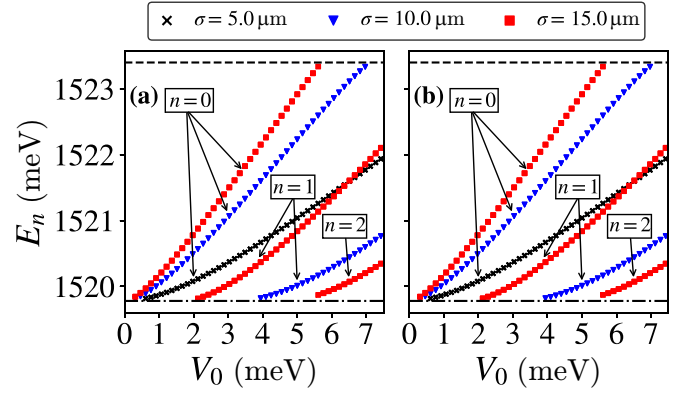 σ = 5.0 μm σ = 10.0 μm σ = 15.0 μm
E_n (meV)
1523
1522
1521
1520
(a)
n=0
n=1
n=2
0 1 2 3 4 5 6 7
V_0 (meV)
(b)
n=0
n=1
n=2
0 1 2 3 4 5 6 7
V_0 (meV)